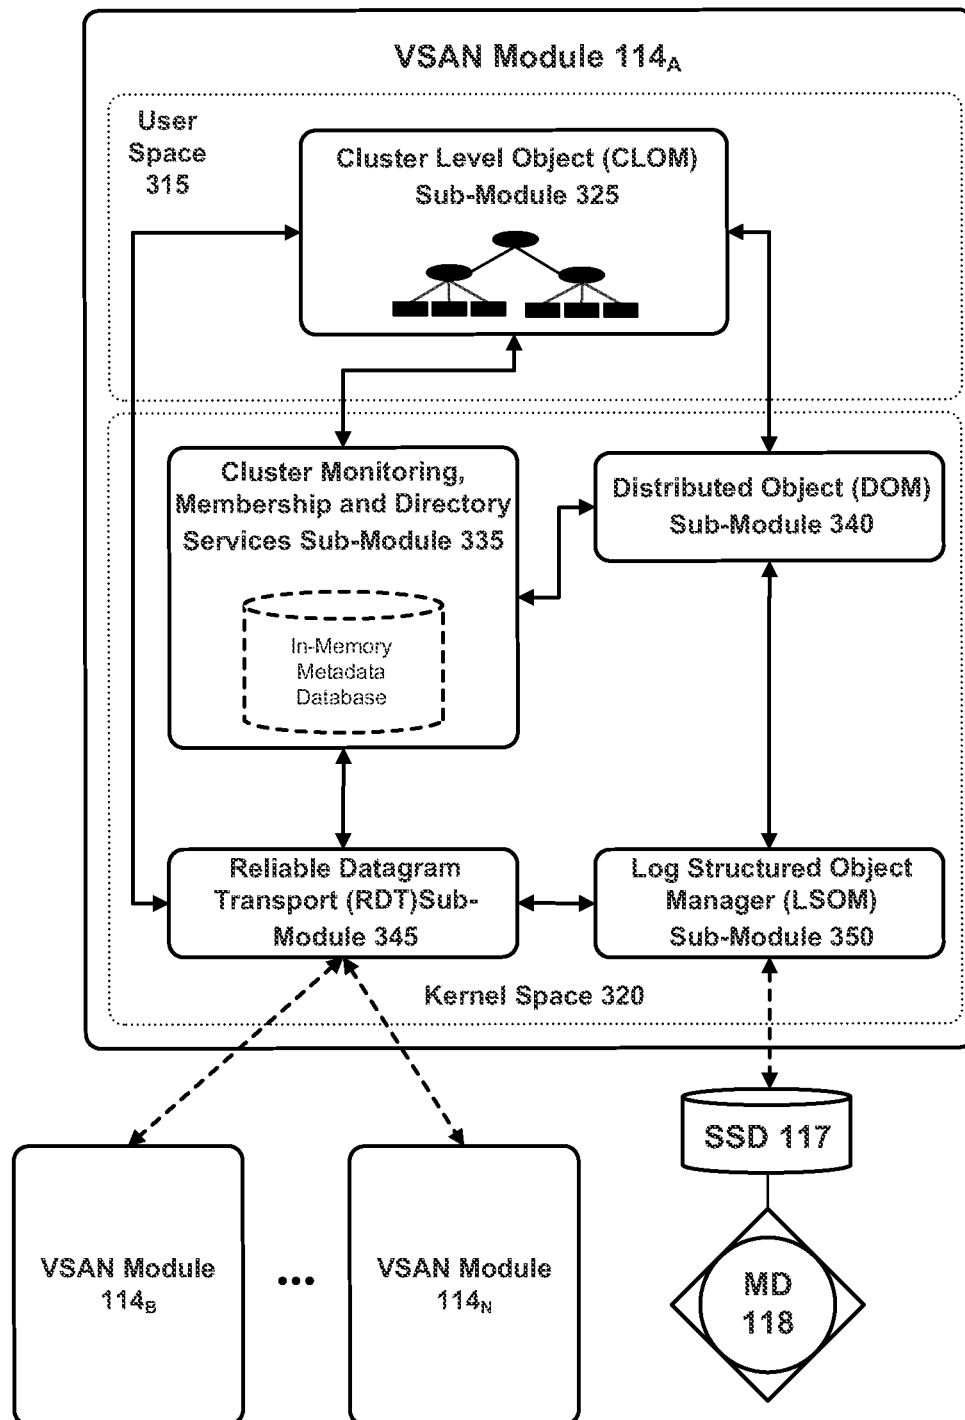 VSAN Module 114A
User
Space
315
Cluster Level Object (CLOM)
Sub-Module 325
Cluster Monitoring,
Membership and Directory
Services Sub-Module 335
In-Memory
Metadata
Database
Distributed Object (DOM)
Sub-Module 340
Reliable Datagram
Transport (RDT)Sub-
Module 345
Log Structured Object
Manager (LSOM)
Sub-Module 350
Kernel Space 320
SSD 117
VSAN Module
114B
•••
VSAN Module
114N
MD
118